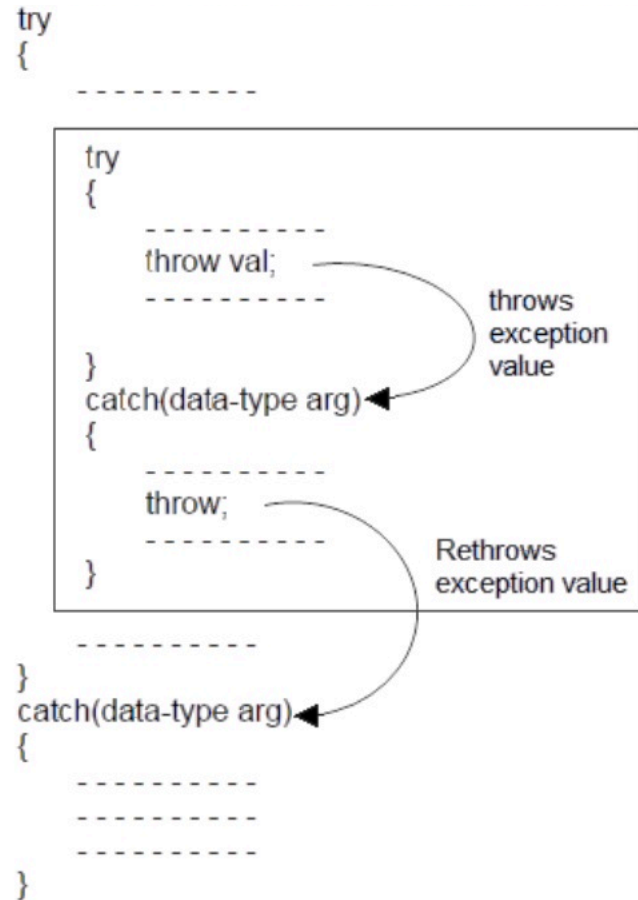 try
{
- - - - - - - - - -
try
{
- - - - - - - - - -
throw val;
- - - - - - - - - -
throws
exception
value
}
catch(data-type arg)
{
- - - - - - - - - -
throw;
- - - - - - - - - -
Rethrows
exception value
}
- - - - - - - - - -
}
catch(data-type arg)
{
- - - - - - - - - -
- - - - - - - - - -
- - - - - - - - - -
}